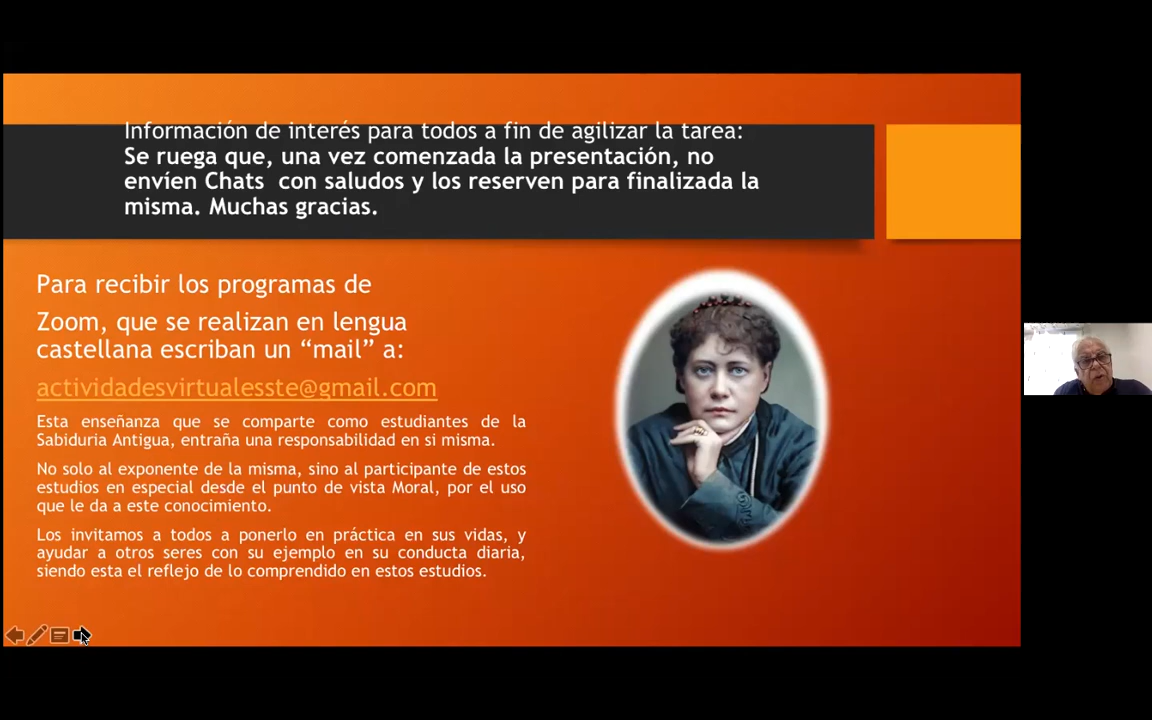 Información de interés para todos a fin de agilizar la tarea:
Se ruega que, una vez comenzada la presentación, no
envíen Chats con saludos y los reserven para finalizada la
misma. Muchas gracias.
Para recibir los programas de
Zoom, que se realizan en lengua
castellana escriban un “mail” a:
actividadesvirtualesste@gmail.com
Esta enseñanza que se comparte como estudiantes de la
Sabiduria Antigua, entraña una responsabilidad en si misma.
No solo al exponente de la misma, sino al participante de estos
estudios en especial desde el punto de vista Moral, por el uso
que le da a este conocimiento.
Los invitamos a todos a ponerlo en práctica en sus vidas, y
ayudar a otros seres con su ejemplo en su conducta diaria,
siendo esta el reflejo de lo comprendido en estos estudios.